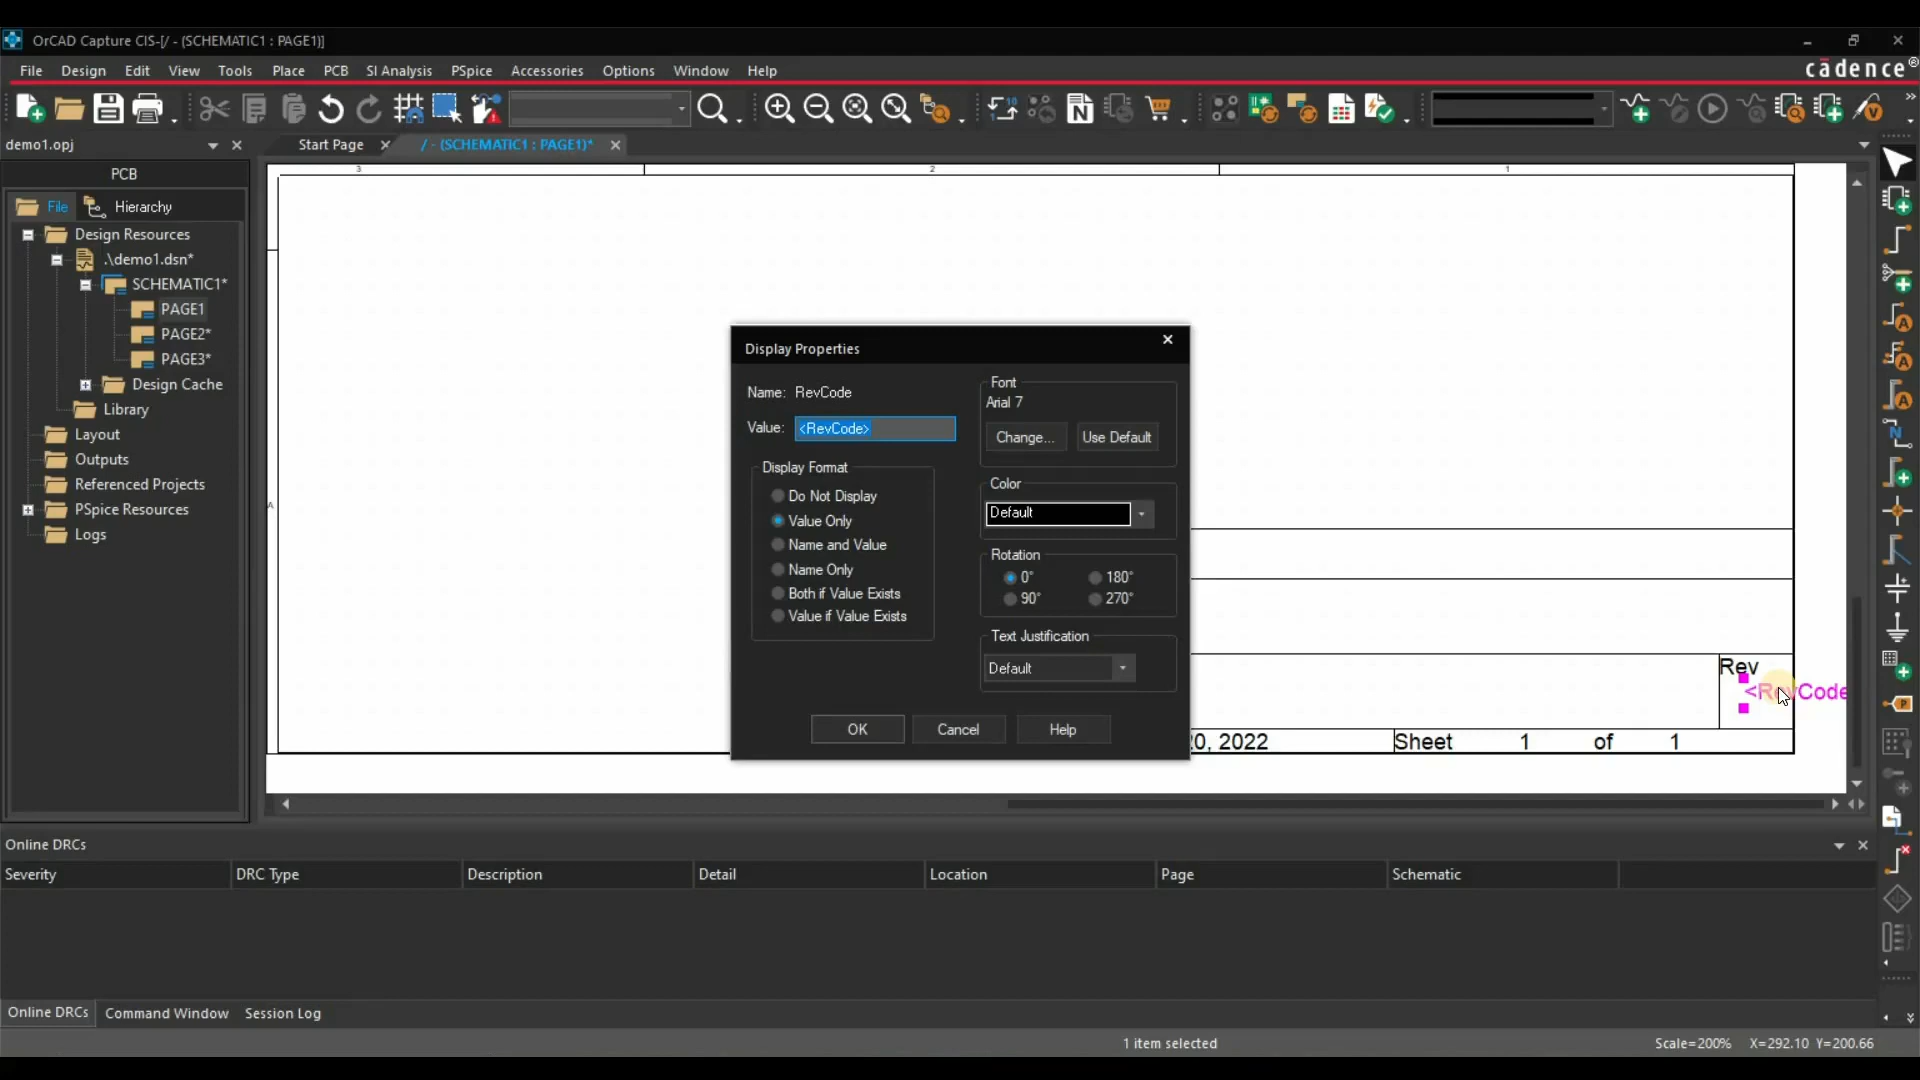 OrCAD Capture CIS-[/ - (SCHEMATIC1 : PAGE1)]
File Design Edit View Tools Place PCB SI Analysis PSpice Accessories Options Window Help
cādence®
demo1.opj
Start Page
/ - (SCHEMATIC1 : PAGE1)*
PCB
File
Hierarchy
Design Resources
.\demo1.dsn*
SCHEMATIC1*
PAGE1
PAGE2*
PAGE3*
Design Cache
Library
Layout
Outputs
Referenced Projects
PSpice Resources
Logs
3
2
1
A
Display Properties
Name: RevCode
Value: <RevCode>
Display Format
Do Not Display
Value Only
Name and Value
Name Only
Both if Value Exists
Value if Value Exists
Font
Arial 7
Change...
Use Default
Color
Default
Rotation
0°
180°
90°
270°
Text Justification
Default
OK
Cancel
Help
Rev
<RevCode
0, 2022
Sheet 1 of 1
Online DRCs
Severity
DRC Type
Description
Detail
Location
Page
Schematic
Online DRCs
Command Window
Session Log
1 item selected
Scale=200% X=292.10 Y=200.66